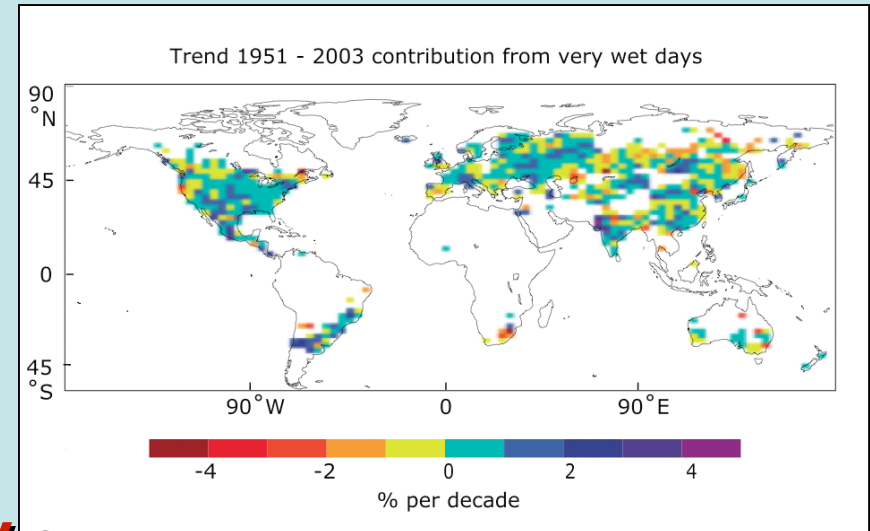 Trend 1951 - 2003 contribution from very wet days
90
°N
45
0
45
°S
90°W 0 90°E
-4 -2 0 2 4
% per decade